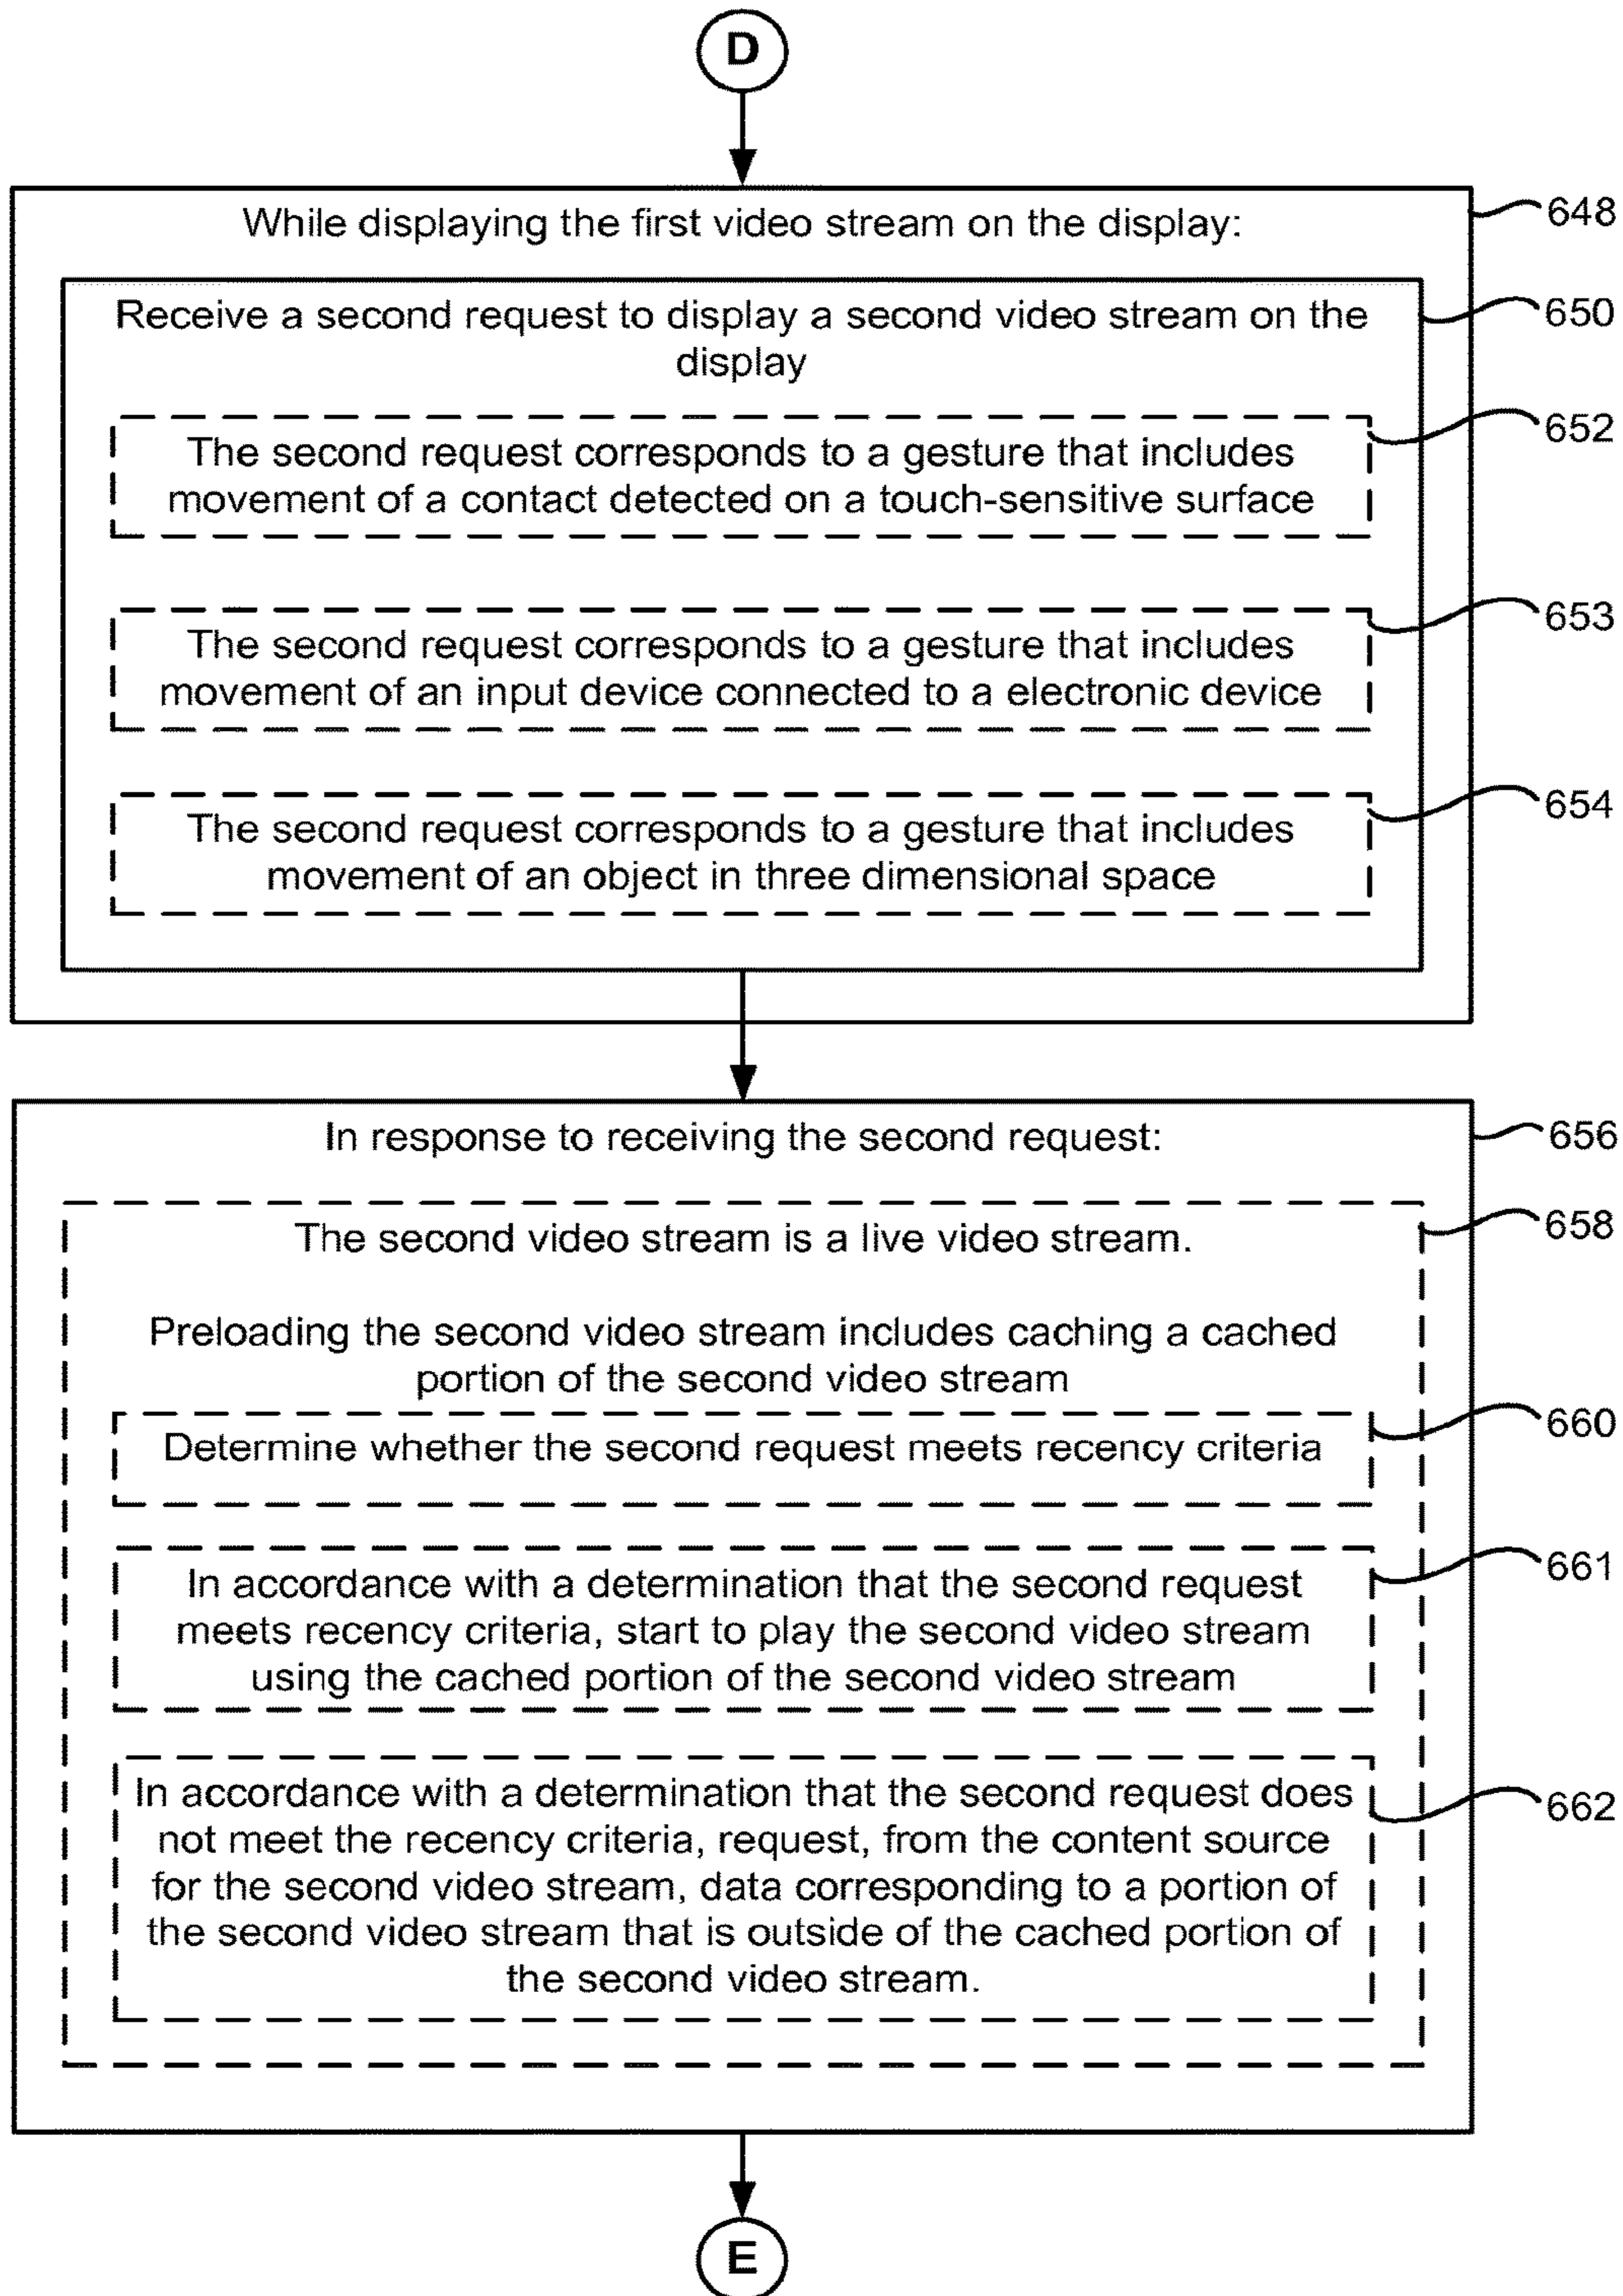 D
While displaying the first video stream on the display:
648
Receive a second request to display a second video stream on the
display
650
The second request corresponds to a gesture that includes
movement of a contact detected on a touch-sensitive surface
652
The second request corresponds to a gesture that includes
movement of an input device connected to a electronic device
653
The second request corresponds to a gesture that includes
movement of an object in three dimensional space
654
In response to receiving the second request:
656
The second video stream is a live video stream.
658
Preloading the second video stream includes caching a cached
portion of the second video stream
Determine whether the second request meets recency criteria
660
In accordance with a determination that the second request
meets recency criteria, start to play the second video stream
using the cached portion of the second video stream
661
In accordance with a determination that the second request does
not meet the recency criteria, request, from the content source
for the second video stream, data corresponding to a portion of
the second video stream that is outside of the cached portion of
the second video stream.
662
E